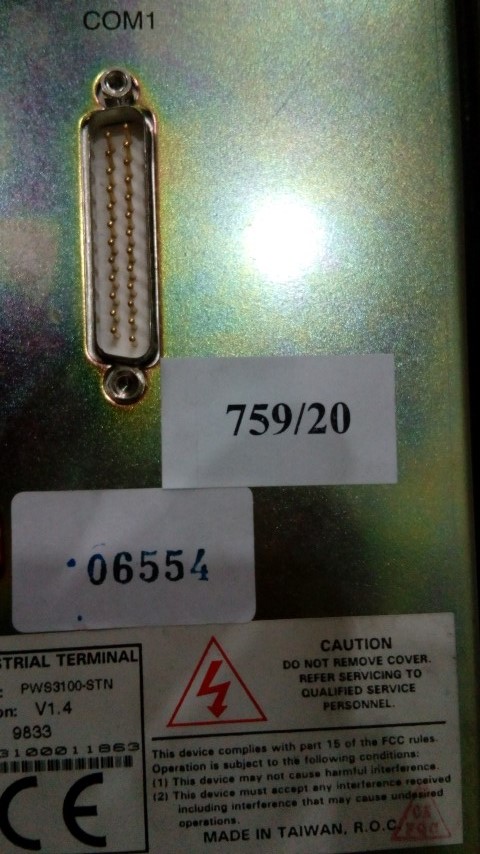 COM1
759/20
06554
STRIAL TERMINAL
: PWS3100-STN
on: V1.4
9833
3100011863
CE
CAUTION
DO NOT REMOVE COVER.
REFER SERVICING TO
QUALIFIED SERVICE
PERSONNEL.
This device complies with part 15 of the FCC rules.
Operation is subject to the following conditions:
(1) This device may not cause harmful interference.
(2) This device must accept any interference received
including interference that may cause undesired
operations.
MADE IN TAIWAN, R.O.C